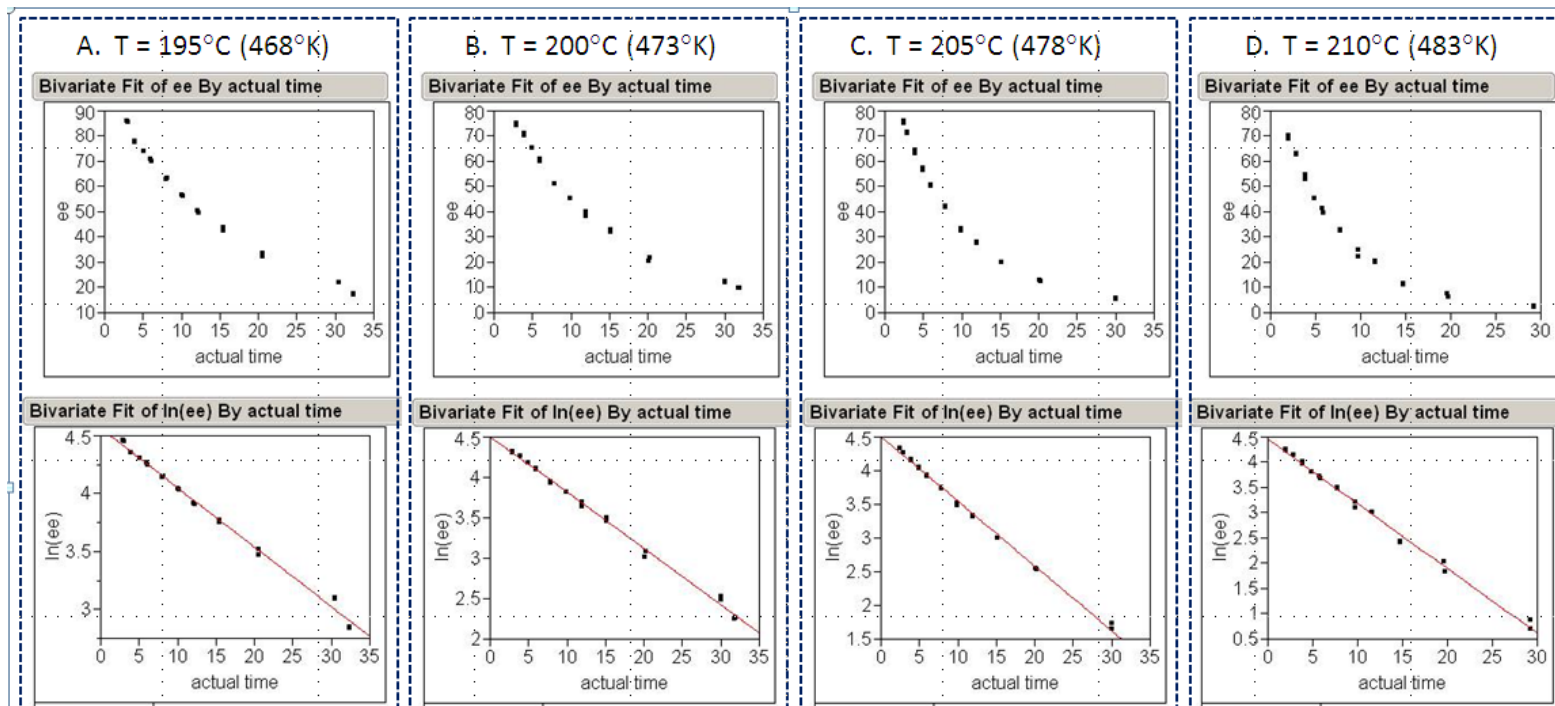 A. T = 195°C (468°K)
Bivariate Fit of ee By actual time
90
80
70
60
50
40
30
20
10
ee
0 5 10 15 20 25 30 35
actual time
Bivariate Fit of ln(ee) By actual time
4.5
4
3.5
3
ln(ee)
0 5 10 15 20 25 30 35
actual time
B. T = 200°C (473°K)
Bivariate Fit of ee By actual time
80
70
60
50
40
30
20
10
0
ee
0 5 10 15 20 25 30 35
actual time
Bivariate Fit of ln(ee) By actual time
4.5
4
3.5
3
2.5
2
ln(ee)
0 5 10 15 20 25 30 35
actual time
C. T = 205°C (478°K)
Bivariate Fit of ee By actual time
80
70
60
50
40
30
20
10
0
ee
0 5 10 15 20 25 30 35
actual time
Bivariate Fit of ln(ee) By actual time
4.5
4
3.5
3
2.5
2
1.5
ln(ee)
0 5 10 15 20 25 30 35
actual time
D. T = 210°C (483°K)
Bivariate Fit of ee By actual time
80
70
60
50
40
30
20
10
0
ee
0 5 10 15 20 25 30
actual time
Bivariate Fit of ln(ee) By actual time
4.5
4
3.5
3
2.5
2
1.5
1
0.5
ln(ee)
0 5 10 15 20 25 30
actual time